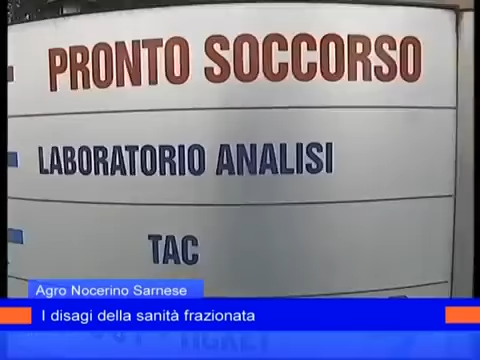 PRONTO SOCCORSO
LABORATORIO ANALISI
TAC
Agro Nocerino Sarnese
I disagi della sanità frazionata